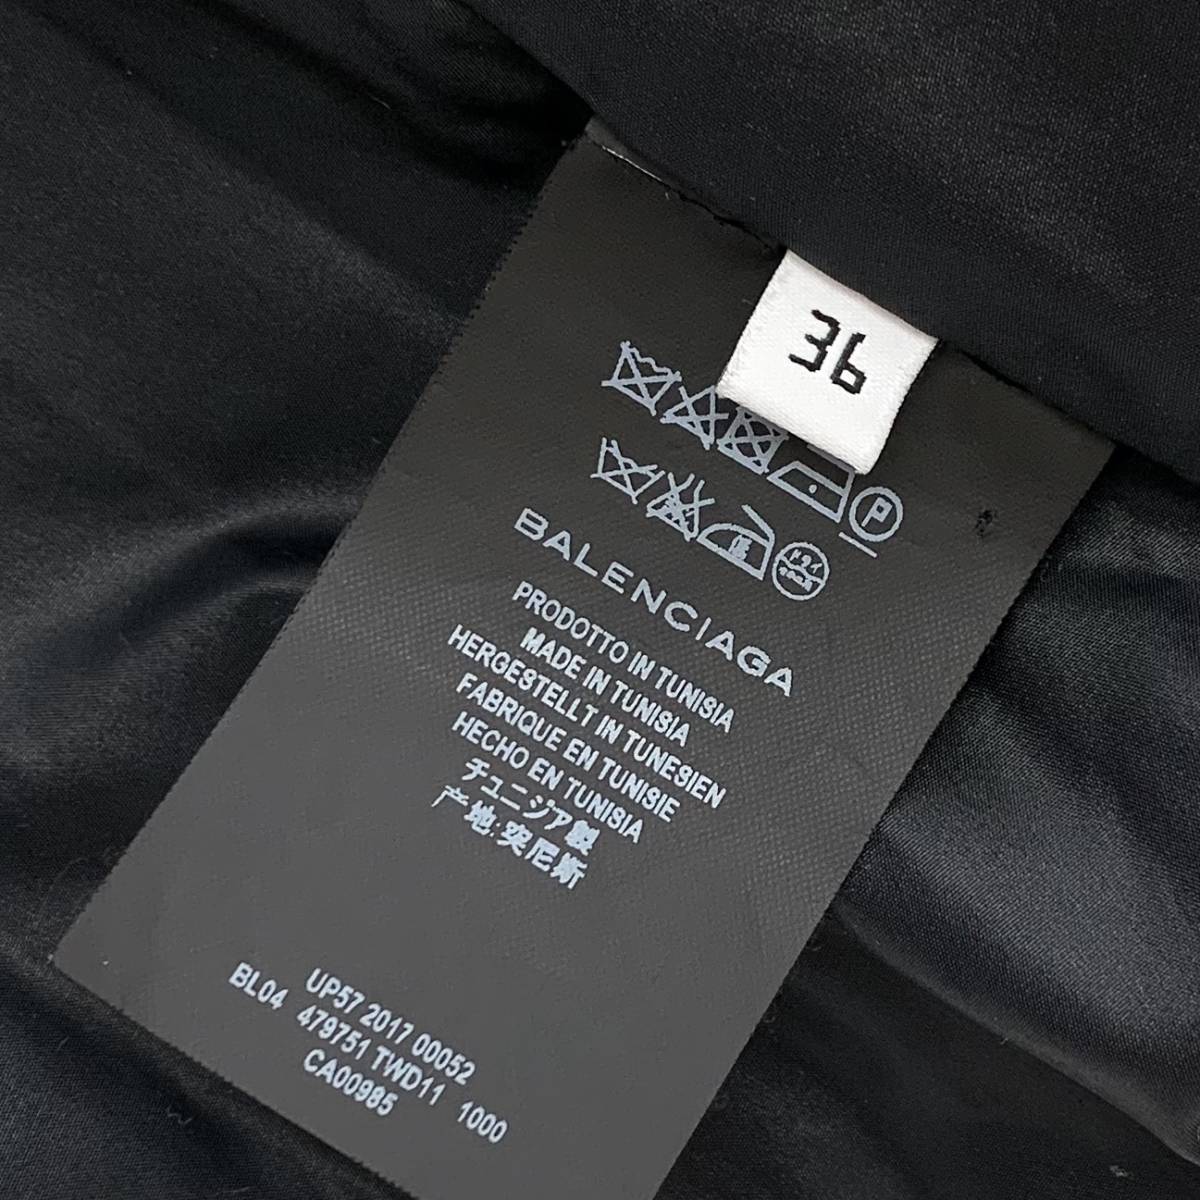 36
P
BALENCIAGA
PRODOTTO IN TUNISIA
MADE IN TUNISIA
HERGESTELLT IN TUNESIEN
FABRIQUE EN TUNISIE
HECHO EN TUNISIA
チュニジア製
产地:突尼斯
UP57 2017 00052
BL04 479751 TWD11 1000
CA00985